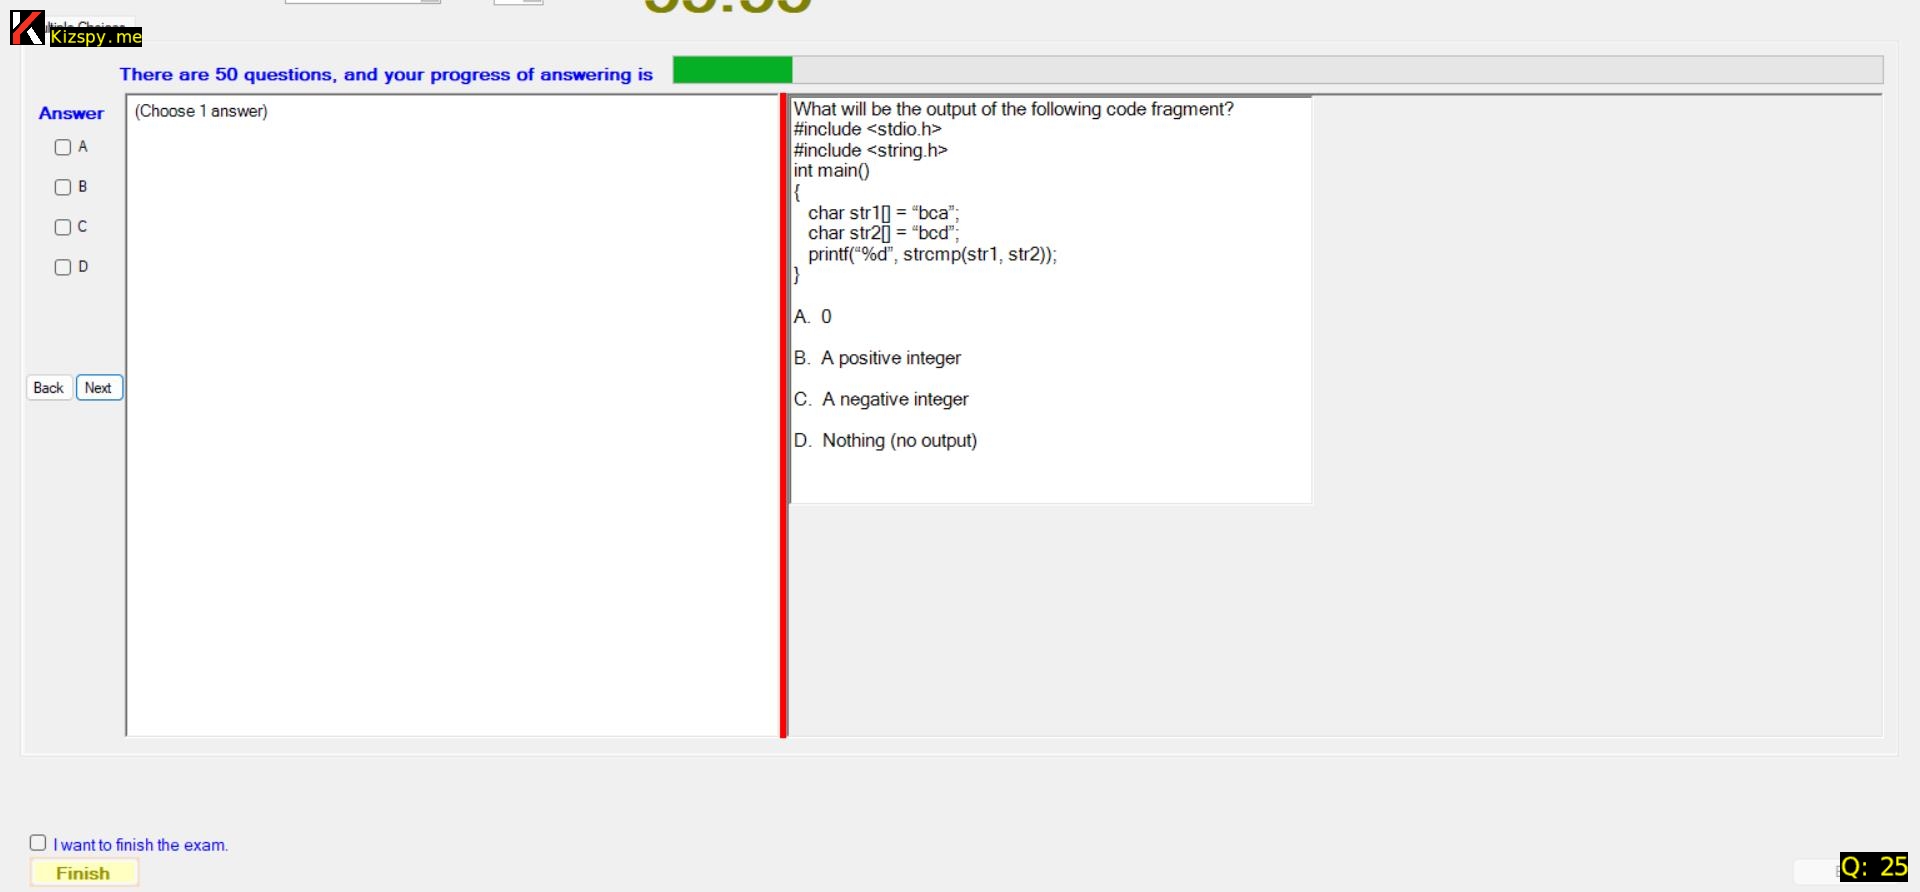 Kizspy.me
There are 50 questions, and your progress of answering is
Answer
(Choose 1 answer)
A
B
C
D
Back Next
What will be the output of the following code fragment?
#include <stdio.h>
#include <string.h>
int main()
{
char str1[] = “bca”;
char str2[] = “bcd”;
printf(“%d”, strcmp(str1, str2));
}
A. 0
B. A positive integer
C. A negative integer
D. Nothing (no output)
I want to finish the exam.
Finish
Q: 25